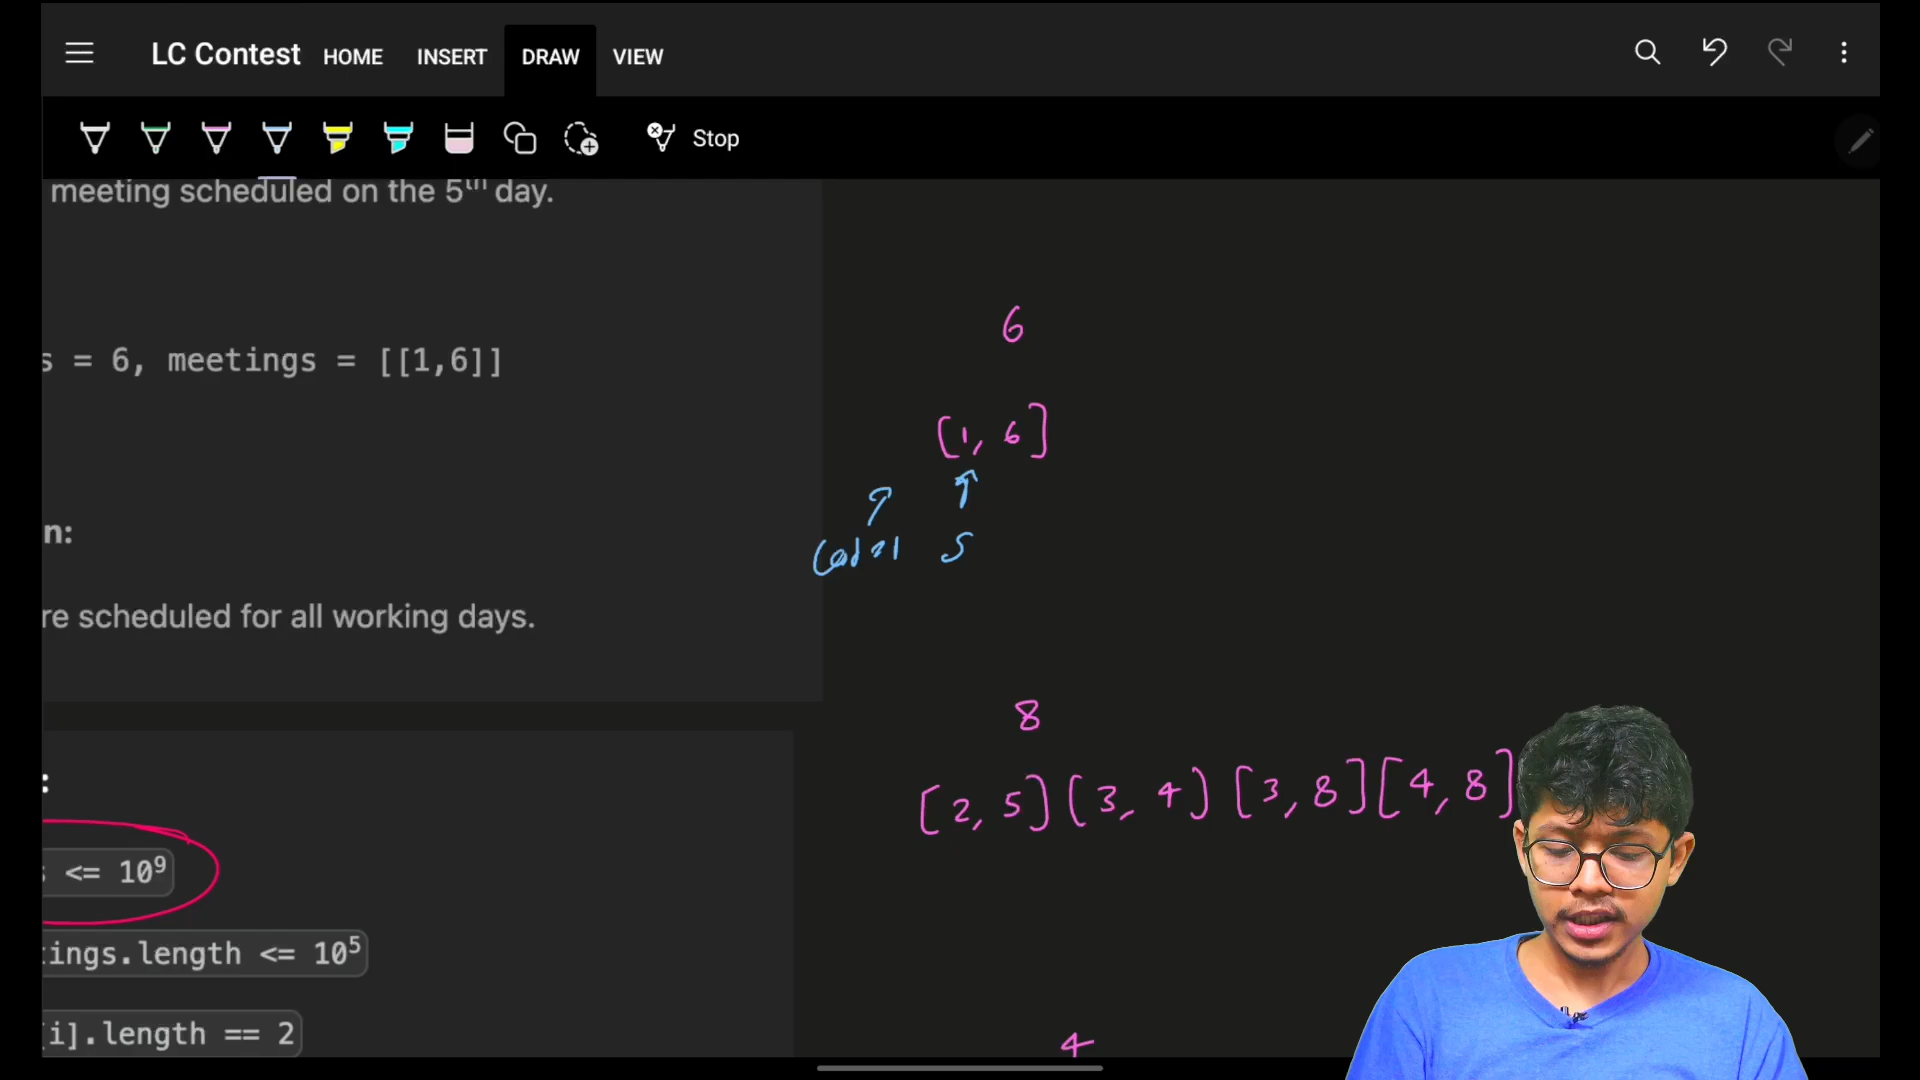 LC Contest HOME INSERT DRAW VIEW
Stop
meeting scheduled on the 5th day.
s = 6, meetings = [[1,6]]
n:
re scheduled for all working days.
:
s <= 10^9
ings.length <= 10^5
[i].length == 2
6
[1, 6]
S
8
[2, 5] [3, 4] [3, 8] [4, 8]
4